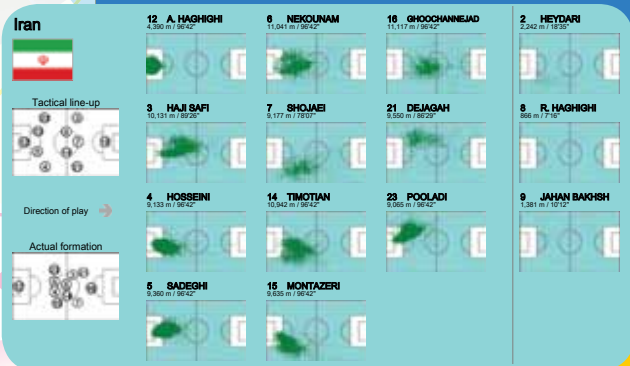 Iran
Tactical line-up
Direction of play
Actual formation
12 A. HAGHIGHI
4,390 m / 96'42"
3 HAJI SAFI
10,131 m / 89'26"
4 HOSSEINI
9,133 m / 96'42"
5 SADEGHI
9,360 m / 96'42"
6 NEKOUNAM
11,041 m / 96'42"
7 SHOJAEI
9,177 m / 78'07"
14 TIMOTIAN
10,942 m / 96'42"
15 MONTAZERI
9,635 m / 96'42"
16 GHOOCHANNEJAD
11,117 m / 96'42"
21 DEJAGAH
9,550 m / 86'29"
23 POOLADI
9,065 m / 96'42"
2 HEYDARI
2,242 m / 18'35"
8 R. HAGHIGHI
866 m / 7'16"
9 JAHAN BAKHSH
1,381 m / 10'12"